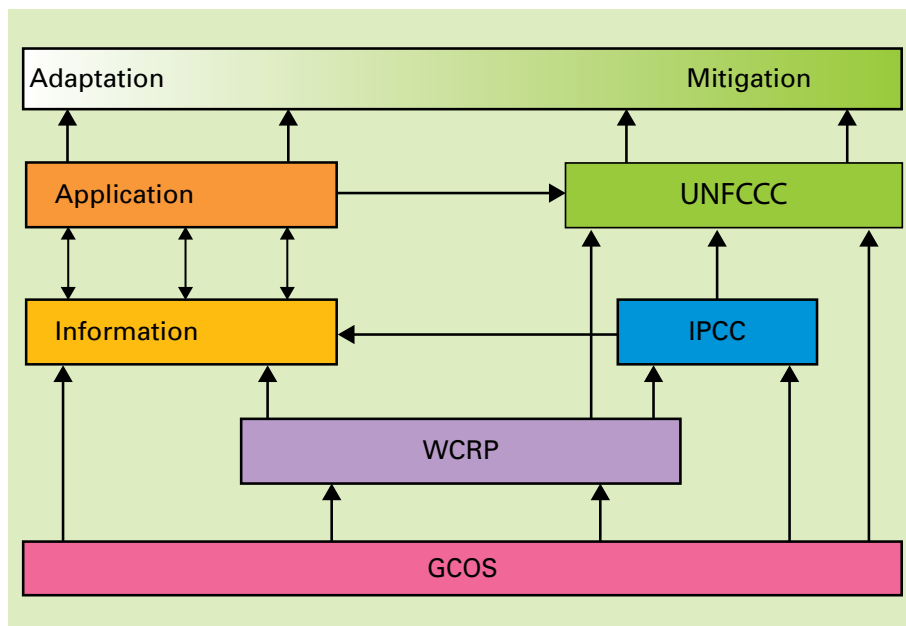 Adaptation Mitigation
Application UNFCCC
Information IPCC
WCRP
GCOS